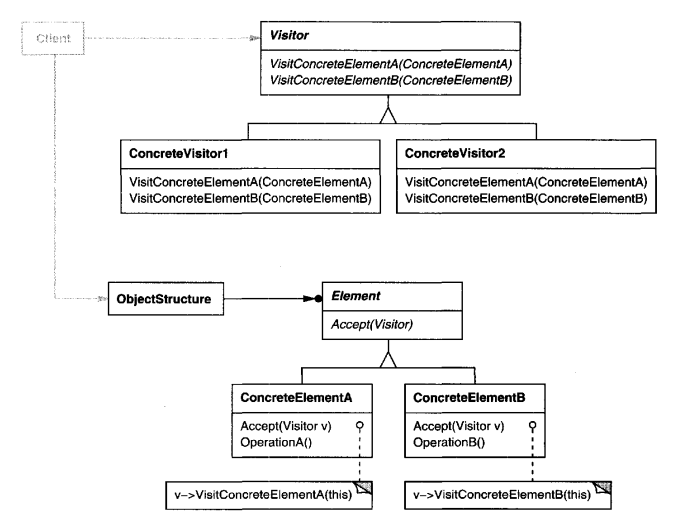 Client
Visitor
VisitConcreteElementA(ConcreteElementA)
VisitConcreteElementB(ConcreteElementB)
ConcreteVisitor1
VisitConcreteElementA(ConcreteElementA)
VisitConcreteElementB(ConcreteElementB)
ConcreteVisitor2
VisitConcreteElementA(ConcreteElementA)
VisitConcreteElementB(ConcreteElementB)
ObjectStructure
Element
Accept(Visitor)
ConcreteElementA
Accept(Visitor v)
OperationA()
ConcreteElementB
Accept(Visitor v)
OperationB()
v->VisitConcreteElementA(this)
v->VisitConcreteElementB(this)